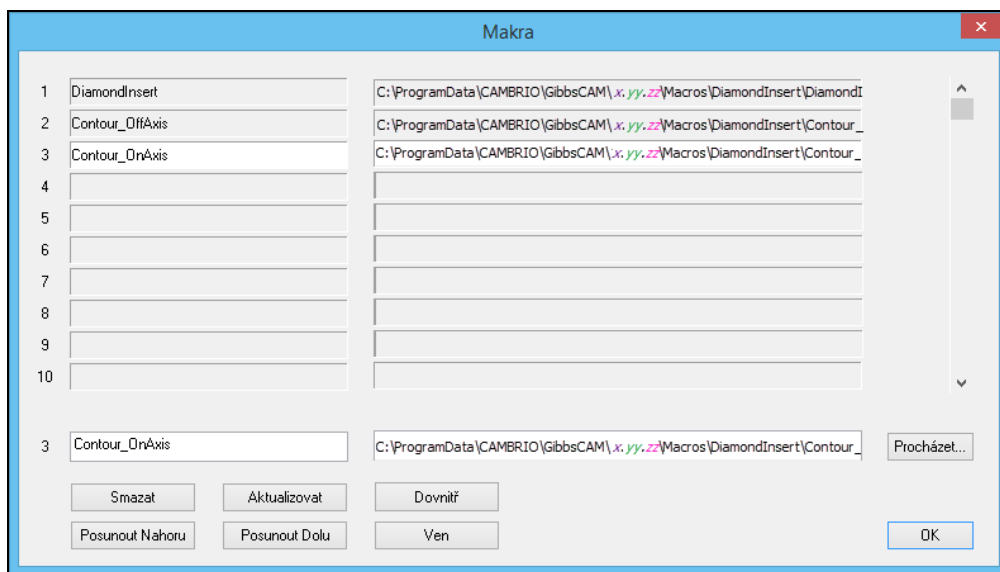 Makra
1 DiamondInsert C:\ProgramData\CAMBRIO\GibbsCAM\x.yy.zz\Macros\DiamondInsert\DiamondI
2 Contour_OffAxis C:\ProgramData\CAMBRIO\GibbsCAM\x.yy.zz\Macros\DiamondInsert\Contour_
3 Contour_OnAxis C:\ProgramData\CAMBRIO\GibbsCAM\x.yy.zz\Macros\DiamondInsert\Contour_
4
5
6
7
8
9
10
3 Contour_OnAxis C:\ProgramData\CAMBRIO\GibbsCAM\x.yy.zz\Macros\DiamondInsert\Contour_ Procházet...
Smazat Aktualizovat Dovnitř
Posunout Nahoru Posunout Dolu Ven OK